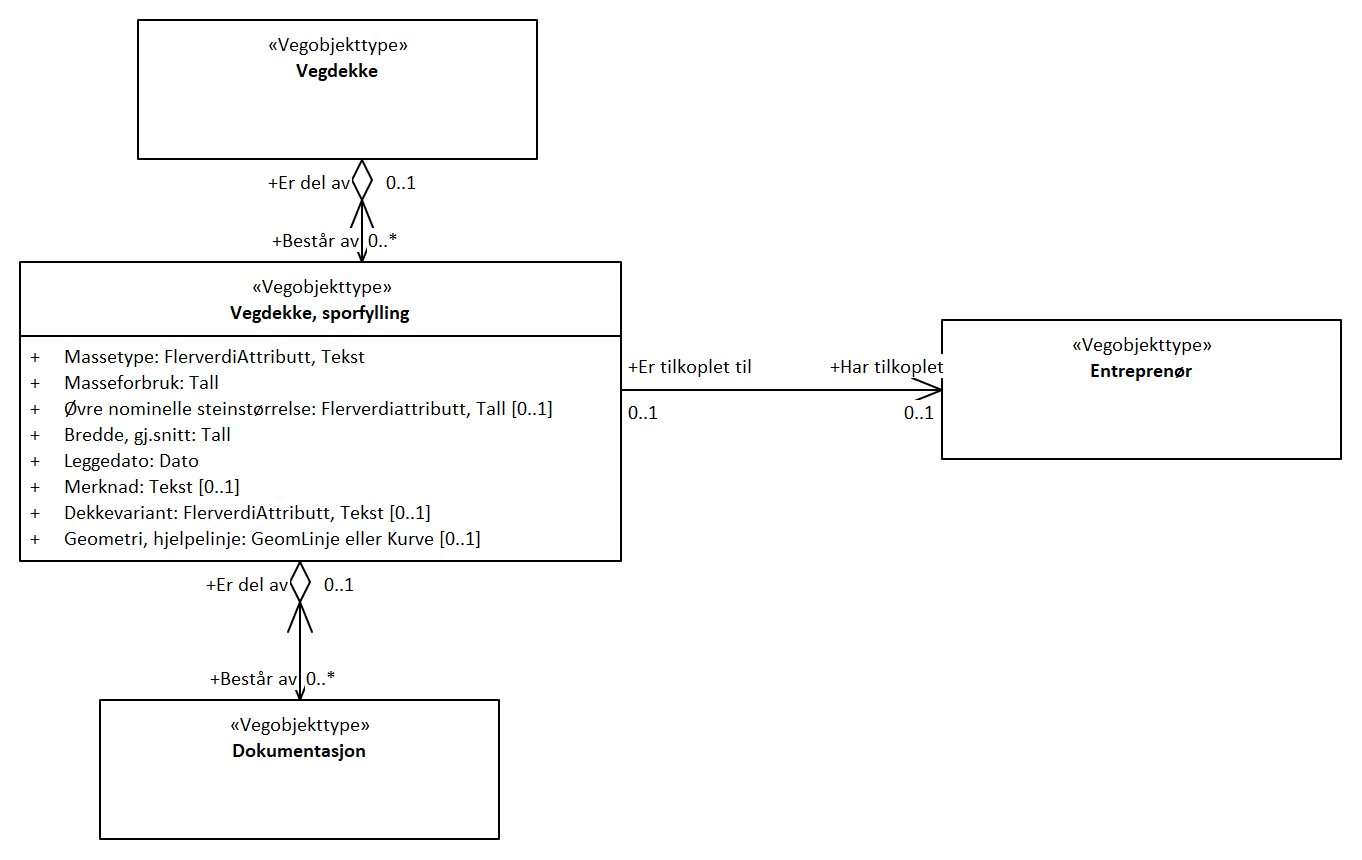 «Vegobjekttype»
Vegdekke
+Er del av
0..1
+Består av
0..*
«Vegobjekttype»
Vegdekke, sporfylling
+ Massetype: FlerverdiAttributt, Tekst
+ Masseforbruk: Tall
+ Øvre nominelle steinstørrelse: Flerverdiattributt, Tall [0..1]
+ Bredde, gj.snitt: Tall
+ Leggedato: Dato
+ Merknad: Tekst [0..1]
+ Dekkevariant: FlerverdiAttributt, Tekst [0..1]
+ Geometri, hjelpelinje: GeomLinje eller Kurve [0..1]
+Er tilkoplet til
+Har tilkoplet
0..1
0..1
«Vegobjekttype»
Entreprenør
+Er del av
0..1
+Består av
0..*
«Vegobjekttype»
Dokumentasjon